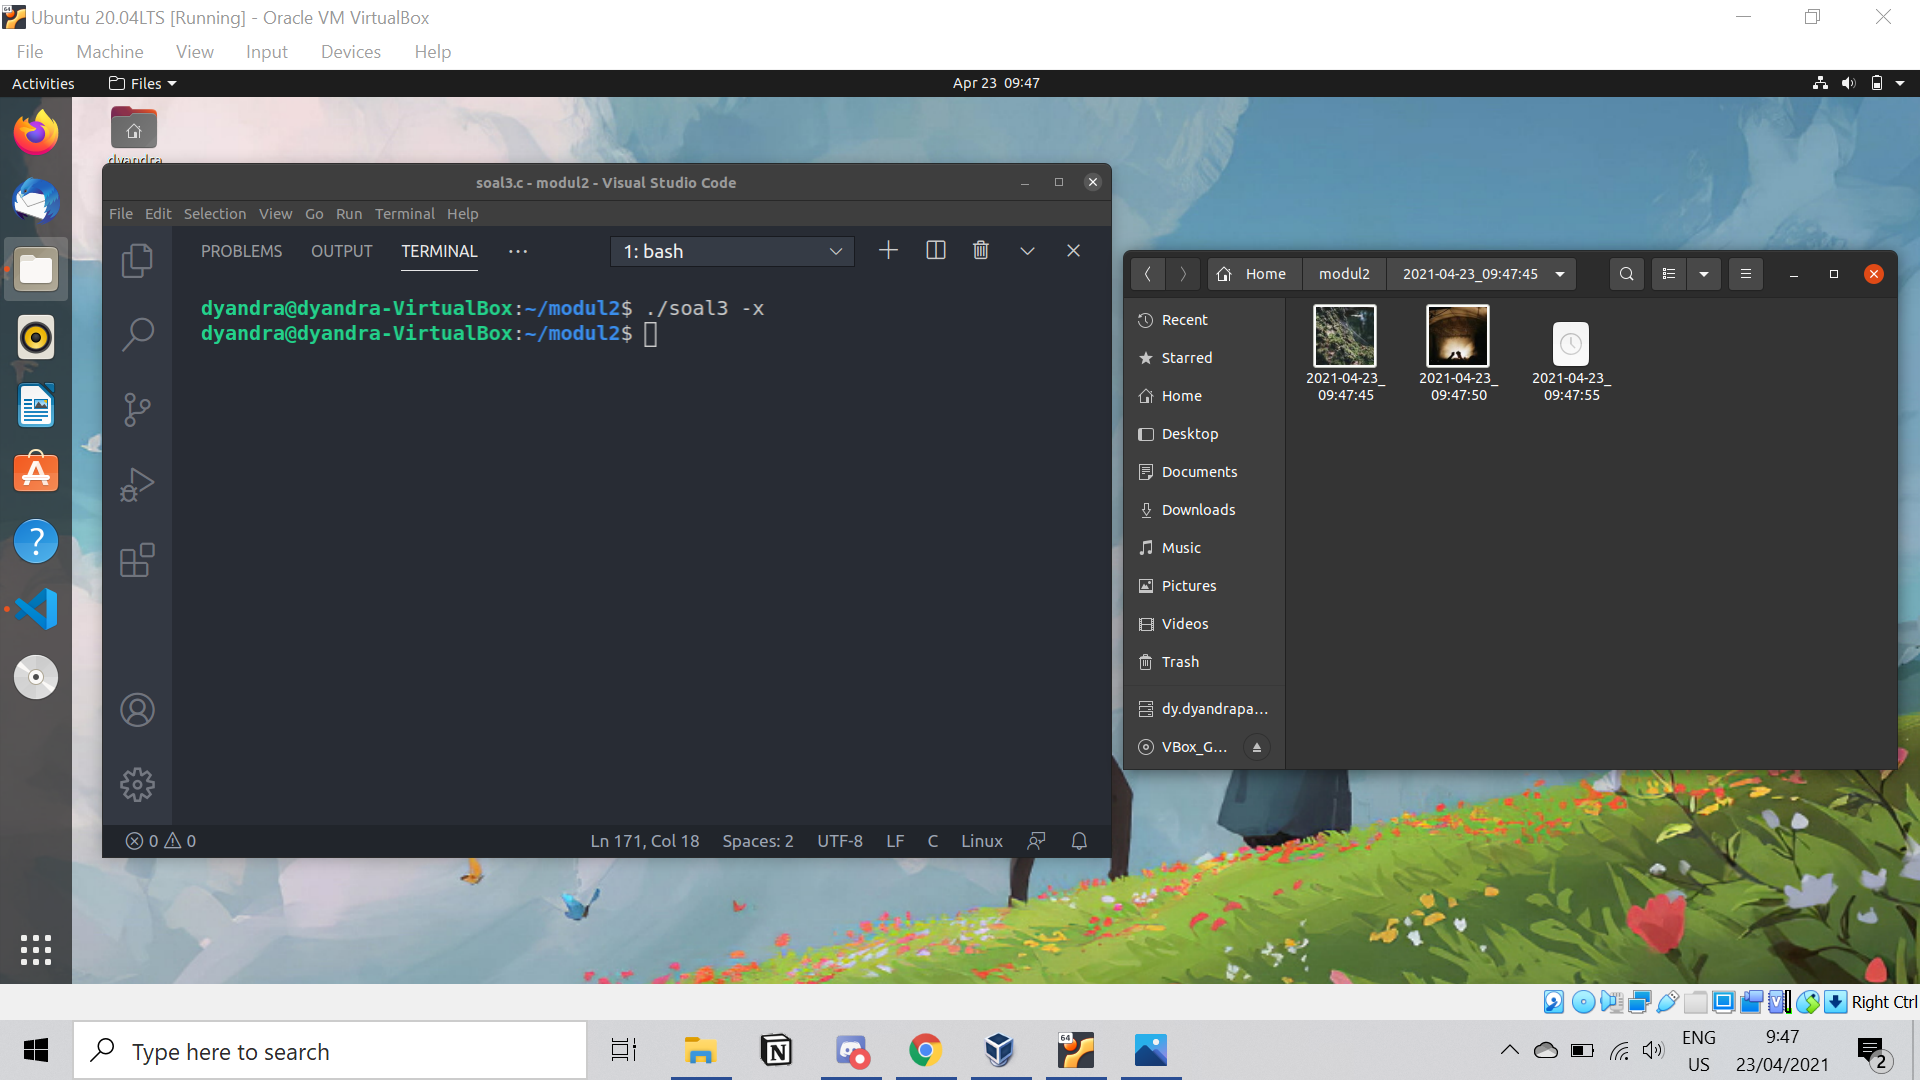 Ubuntu 20.04LTS [Running] - Oracle VM VirtualBox
File Machine View Input Devices Help
Activities Files Apr 23 09:47
dyandra
soal3.c - modul2 - Visual Studio Code
File Edit Selection View Go Run Terminal Help
PROBLEMS OUTPUT TERMINAL ··· 1: bash
dyandra@dyandra-VirtualBox:~/modul2$ ./soal3 -x
dyandra@dyandra-VirtualBox:~/modul2$
0 0 Ln 171, Col 18 Spaces: 2 UTF-8 LF C Linux
Home modul2 2021-04-23_09:47:45
Recent
Starred
Home
Desktop
Documents
Downloads
Music
Pictures
Videos
Trash
dy.dyandrapa...
VBox_G...
2021-04-23_
09:47:45
2021-04-23_
09:47:50
2021-04-23_
09:47:55
Right Ctrl
Type here to search
64
ENG
US
9:47
23/04/2021
2